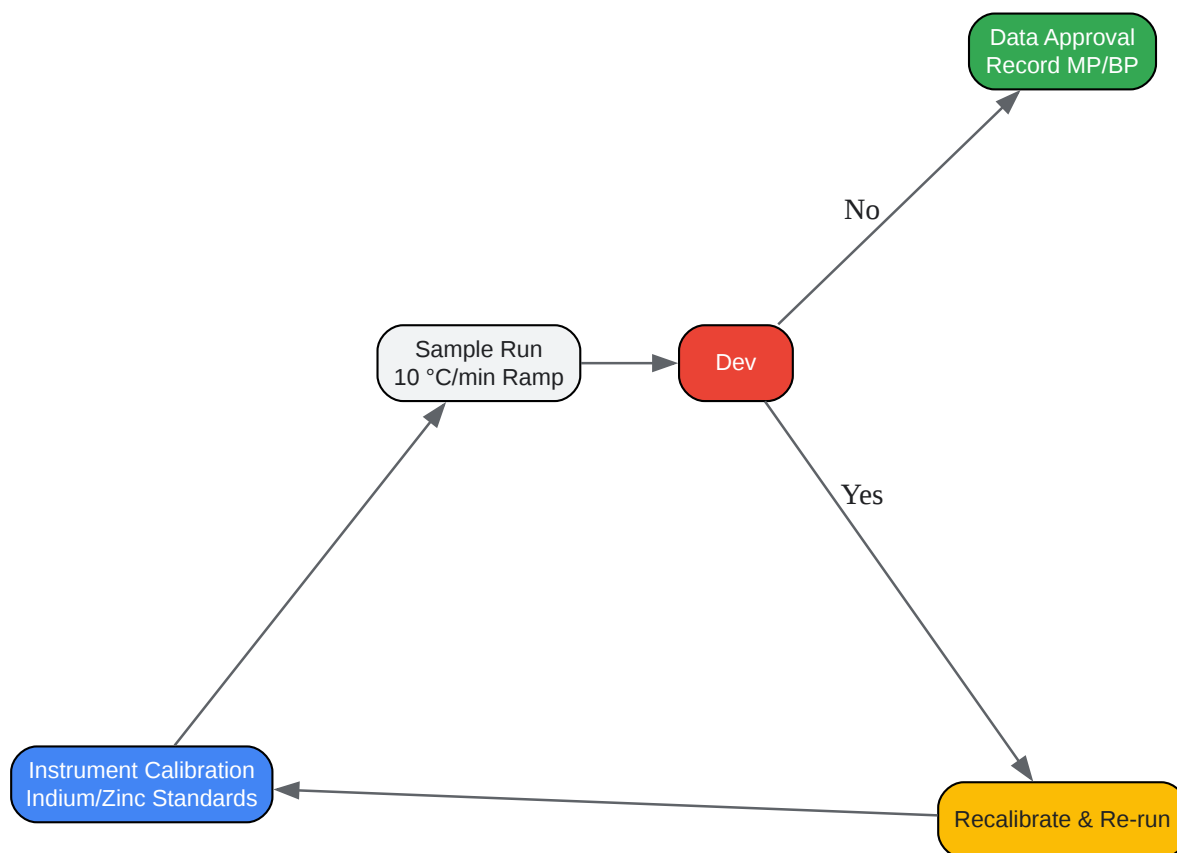 Data Approval
Record MP/BP
No
Sample Run
10 °C/min Ramp
Dev
Yes
Instrument Calibration
Indium/Zinc Standards
Recalibrate & Re-run